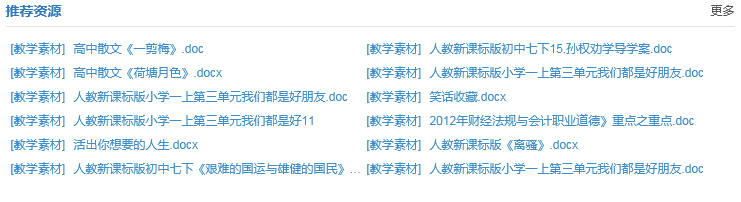 推荐资源 更多
[教学素材] 高中散文《一剪梅》.doc [教学素材] 人教新课标版初中七下15.孙权劝学导学案.doc
[教学素材] 高中散文《荷塘月色》.docx [教学素材] 人教新课标版小学一上第三单元我们都是好朋友.doc
[教学素材] 人教新课标版小学一上第三单元我们都是好朋友.doc [教学素材] 笑话收藏.docx
[教学素材] 人教新课标版小学一上第三单元我们都是好11 [教学素材] 2012年财经法规与会计职业道德》重点之重点.doc
[教学素材] 活出你想要的人生.docx [教学素材] 人教新课标版《离骚》.docx
[教学素材] 人教新课标版初中七下《艰难的国运与雄健的国民》... [教学素材] 人教新课标版小学一上第三单元我们都是好朋友.doc